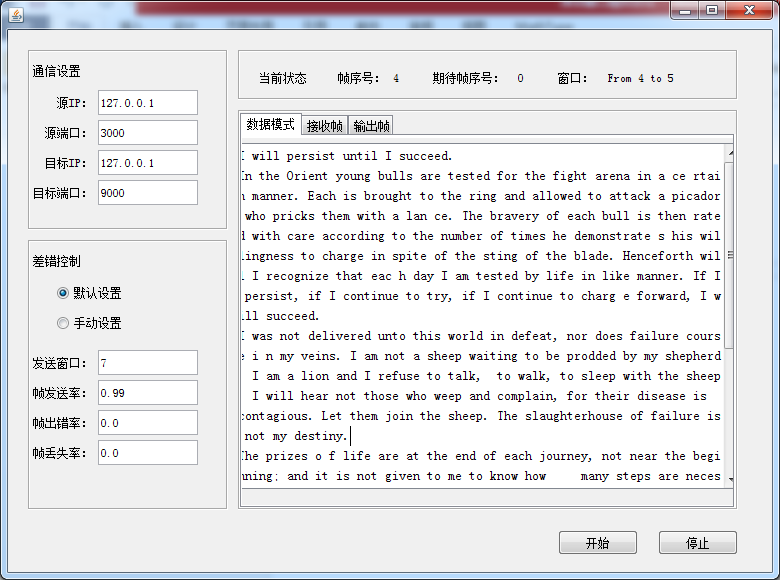 通信设置
源IP: 127.0.0.1
源端口: 3000
目标IP: 127.0.0.1
目标端口: 9000
差错控制
默认设置
手动设置
发送窗口: 7
帧发送率: 0.99
帧出错率: 0.0
帧丢失率: 0.0
当前状态 帧序号: 4 期待帧序号: 0 窗口: From 4 to 5
数据模式 接收帧 输出帧
I will persist until I succeed.
In the Orient young bulls are tested for the fight arena in a ce rtai
n manner. Each is brought to the ring and allowed to attack a picador
who pricks them with a lan ce. The bravery of each bull is then rate
d with care according to the number of times he demonstrate s his wil
lingness to charge in spite of the sting of the blade. Henceforth wil
l I recognize that eac h day I am tested by life in like manner. If I
persist, if I continue to try, if I continue to charg e forward, I w
ill succeed.
I was not delivered unto this world in defeat, nor does failure cours
e i n my veins. I am not a sheep waiting to be prodded by my shepherd
I am a lion and I refuse to talk, to walk, to sleep with the sheep
I will hear not those who weep and complain, for their disease is
contagious. Let them join the sheep. The slaughterhouse of failure is
not my destiny.
The prizes o f life are at the end of each journey, not near the begi
nning; and it is not given to me to know how many steps are neces
开始 停止